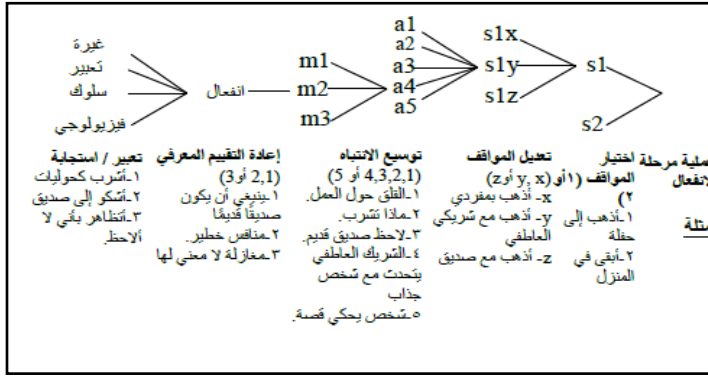 s1
s2
s1x
s1y
s1z
a1
a2
a3
a4
a5
m1
m2
m3
انفعال
غيرة
تعبير
سلوك
فيزيولوجي
عملية مرحلة
لانفعال
مثلة
اختيار
المواقف (١ أو
٢)
١-أذهب إلى
حفلة
٢-أبقى في
المنزل
تعديل المواقف
(x ,y أوz)
x- أذهب بمفردي
y- أذهب مع شريكي
العاطفي
z- أذهب مع صديق
توسيع الانتباه
(4,3,2,1 أو 5)
١-القلق حول العمل.
٢-ماذا تشرب.
٣-لاحظ صديق قديم.
٤-الشريك العاطفي
يتحدث مع شخص
جذاب
٥-شخص يحكي قصة.
إعادة التقييم المعرفي
(2,1 أو3)
١-ينبغي أن يكون
صديقًا قديمًا
٢-منافس خطير.
٣-مغازلة لا معني لها
تعبير / استجابة
١-أشرب كحوليات
٢-أشكو إلى صديق
٣-أتظاهر بأني لا
ألاحظ.